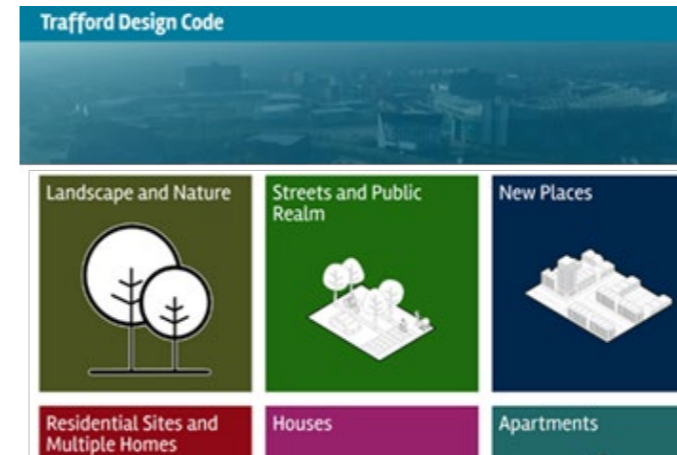 Trafford Design Code
Landscape and Nature
Streets and Public
Realm
New Places
Residential Sites and
Multiple Homes
Houses
Apartments